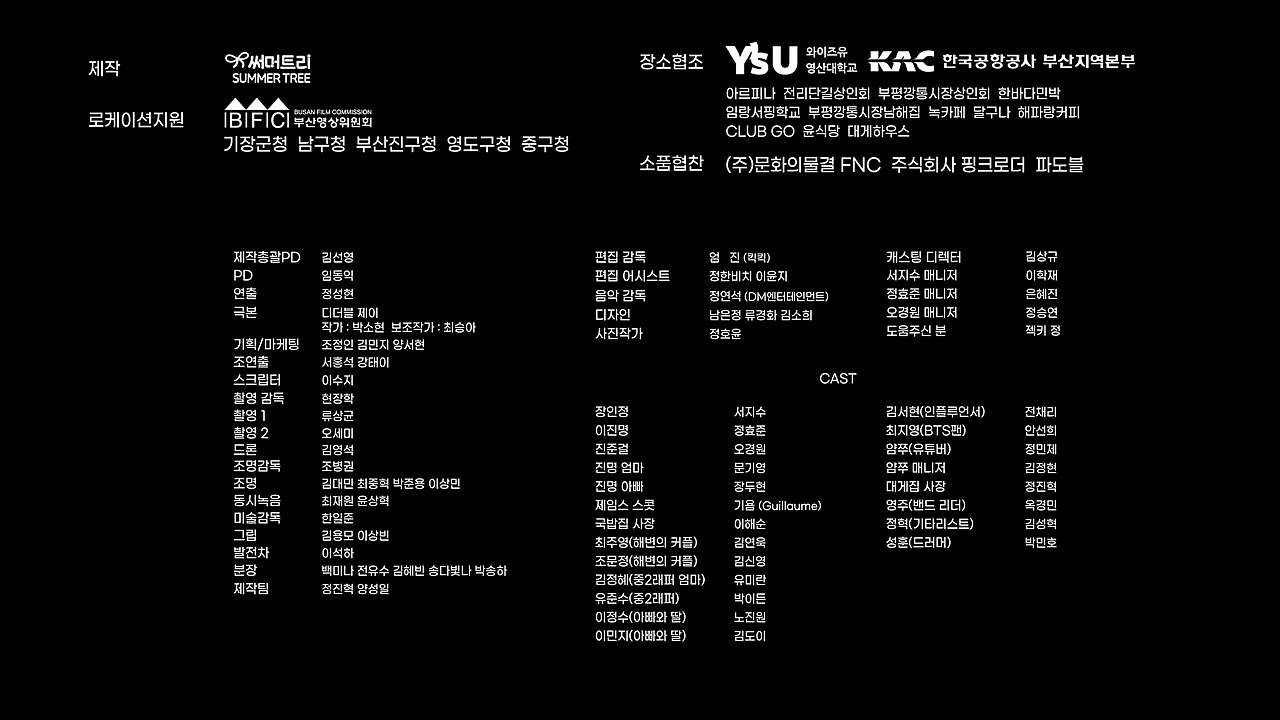 제작 써머트리
SUMMER TREE
로케이션지원 BFC BUSAN FILM COMMISSION
부산영상위원회
기장군청 남구청 부산진구청 영도구청 중구청
장소협조 YsU 와이즈유
영산대학교 KAC 한국공항공사 부산지역본부
아르피나 전리단길상인회 부평깡통시장상인회 한바다민박
임랑서핑학교 부평깡통시장남해집 녹카페 달구나 해파랑커피
CLUB GO 윤식당 대게하우스
소품협찬 (주)문화의물결 FNC 주식회사 핑크로더 파도블
제작총괄PD 김선영
PD 임동익
연출 정성현
극본 디더블 제이
작가 : 박소현 보조작가 : 최승아
기획/마케팅 조정인 김민지 양서현
조연출 서홍석 강태이
스크립터 이수지
촬영 감독 현장학
촬영 1 류상균
촬영 2 오세미
드론 김영석
조명감독 조병권
조명 김대민 최중혁 박준용 이상민
동시녹음 최재원 윤상혁
미술감독 한일준
그립 김용모 이상빈
발전차 이석하
분장 백미나 전유수 김혜빈 송다빛나 박송하
제작팀 정진혁 양성일
편집 감독 엄 진 (킥킥)
편집 어시스트 정한비치 이윤지
음악 감독 정연석 (DM엔터테인먼트)
디자인 남은정 류경화 김소희
사진작가 정호윤
캐스팅 디렉터 김상규
서지수 매니저 이학재
정효준 매니저 은혜진
오경원 매니저 정승연
도움주신 분 젝키 정
CAST
장인정 서지수
이진명 정효준
진준걸 오경원
진명 엄마 문기영
진명 아빠 장두현
제임스 스콧 기욤 (Guillaume)
국밥집 사장 이해순
최주영(해변의 커플) 김연욱
조문정(해변의 커플) 김신영
김정혜(중2래퍼 엄마) 유미란
유준수(중2래퍼) 박이든
이정수(아빠와 딸) 노진원
이민지(아빠와 딸) 김도이
김서현(인플루언서) 전채리
최지영(BTS팬) 안선희
얌쭈(유튜버) 정민제
얌쭈 매니저 김정현
대게집 사장 정진혁
영주(밴드 리더) 옥경민
정혁(기타리스트) 김성혁
성훈(드러머) 박민호